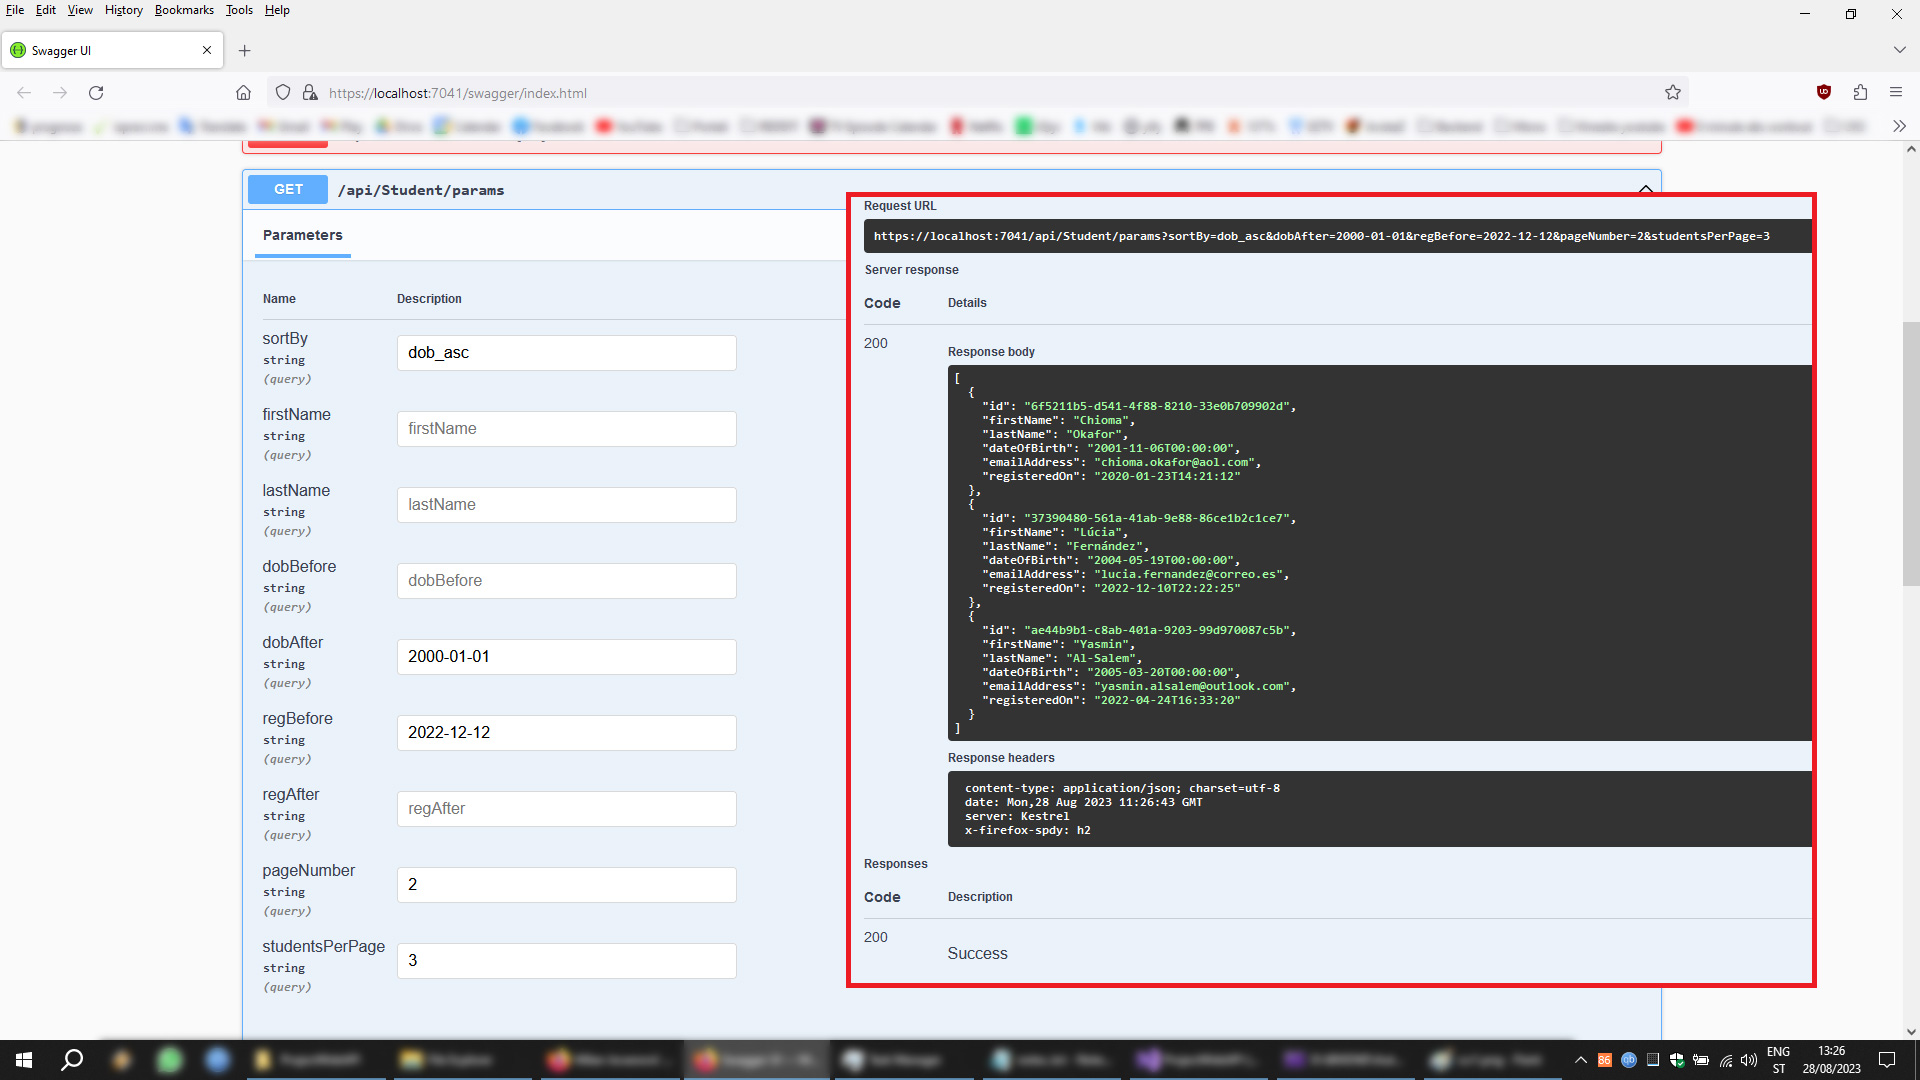 File Edit View History Bookmarks Tools Help
Swagger UI
https://localhost:7041/swagger/index.html
GET /api/Student/params
Parameters
Name Description
sortBy
string
(query)
dob_asc
firstName
string
(query)
firstName
lastName
string
(query)
lastName
dobBefore
string
(query)
dobBefore
dobAfter
string
(query)
2000-01-01
regBefore
string
(query)
2022-12-12
regAfter
string
(query)
regAfter
pageNumber
string
(query)
2
studentsPerPage
string
(query)
3
Request URL
https://localhost:7041/api/Student/params?sortBy=dob_asc&dobAfter=2000-01-01&regBefore=2022-12-12&pageNumber=2&studentsPerPage=3
Server response
Code Details
200
Response body
[
{
"id": "6f5211b5-d541-4f88-8210-33e0b709902d",
"firstName": "Chioma",
"lastName": "Okafor",
"dateOfBirth": "2001-11-06T00:00:00",
"emailAddress": "chioma.okafor@aol.com",
"registeredOn": "2020-01-23T14:21:12"
},
{
"id": "37390480-561a-41ab-9e88-86ce1b2c1ce7",
"firstName": "Lúcia",
"lastName": "Fernández",
"dateOfBirth": "2004-05-19T00:00:00",
"emailAddress": "lucia.fernandez@correo.es",
"registeredOn": "2022-12-10T22:22:25"
},
{
"id": "ae44b9b1-c8ab-401a-9203-99d970087c5b",
"firstName": "Yasmin",
"lastName": "Al-Salem",
"dateOfBirth": "2005-03-20T00:00:00",
"emailAddress": "yasmin.alsalem@outlook.com",
"registeredOn": "2022-04-24T16:33:20"
}
]
Response headers
content-type: application/json; charset=utf-8
date: Mon,28 Aug 2023 11:26:43 GMT
server: Kestrel
x-firefox-spdy: h2
Responses
Code Description
200
Success
36
ENG
ST
13:26
28/08/2023